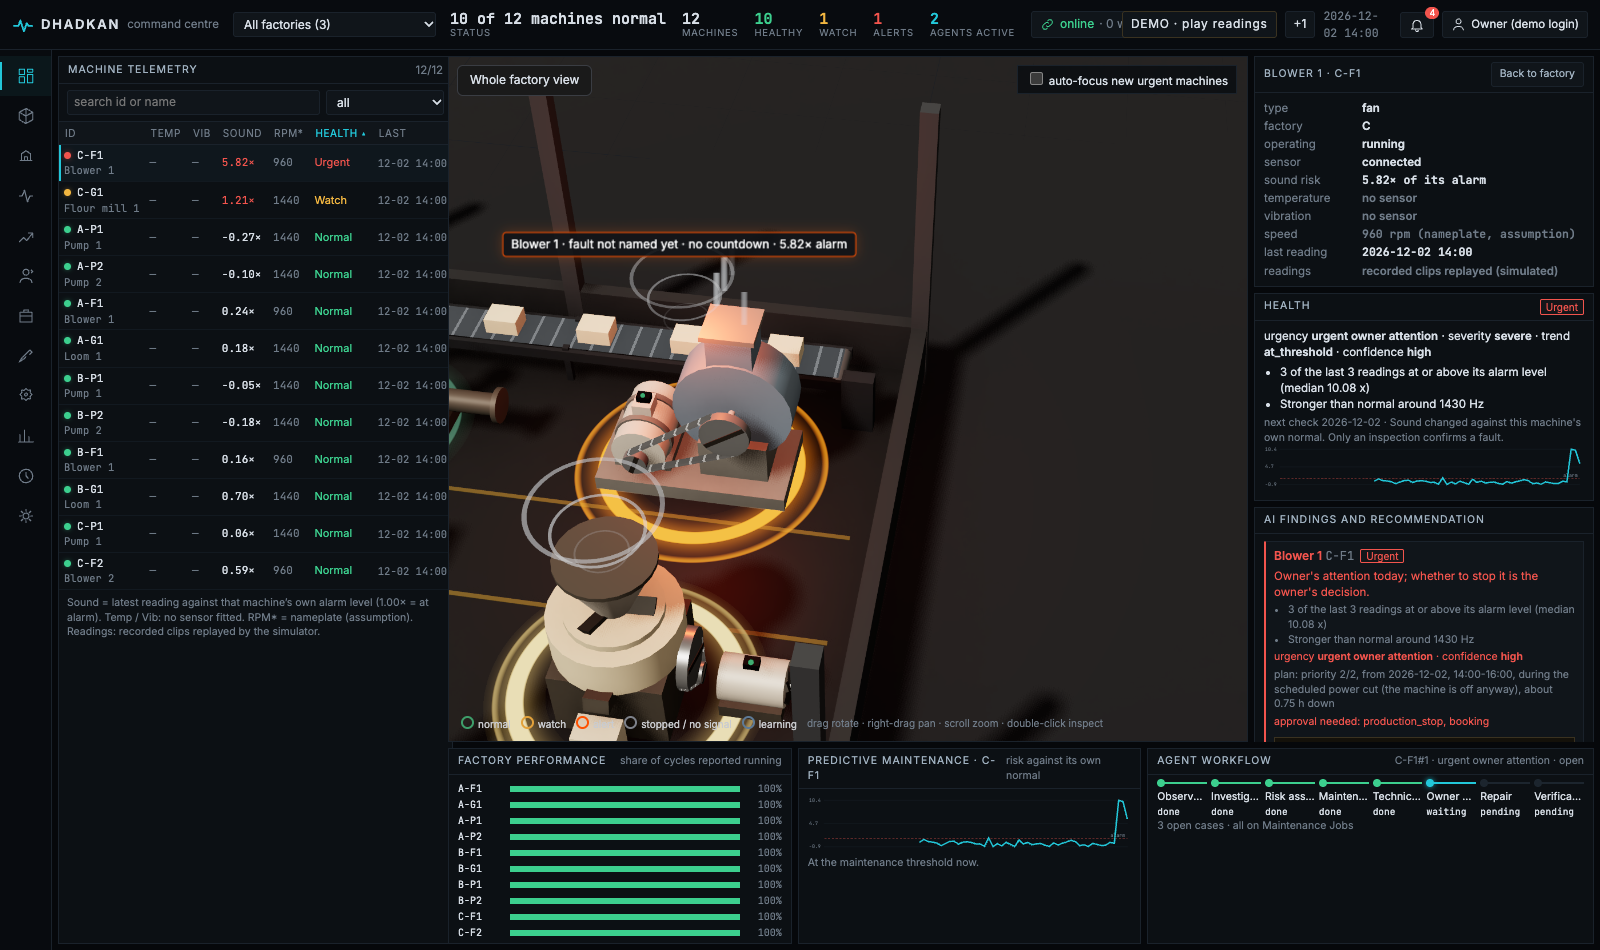 DHADKAN command centre
All factories (3)
10 of 12 machines normal
STATUS
12
MACHINES
10
HEALTHY
1
WATCH
1
ALERTS
2
AGENTS ACTIVE
online · 0
DEMO · play readings
+1
2026-12-02 14:00
4
Owner (demo login)
MACHINE TELEMETRY 12/12
search id or name
all
ID TEMP VIB SOUND RPM* HEALTH LAST
C-F1 — — 5.82× 960 Urgent 12-02 14:00
Blower 1
C-G1 — — 1.21× 1440 Watch 12-02 14:00
Flour mill 1
A-P1 — — -0.27× 1440 Normal 12-02 14:00
Pump 1
A-P2 — — -0.10× 1440 Normal 12-02 14:00
Pump 2
A-F1 — — 0.24× 960 Normal 12-02 14:00
Blower 1
A-G1 — — 0.18× 1440 Normal 12-02 14:00
Loom 1
B-P1 — — -0.05× 1440 Normal 12-02 14:00
Pump 1
B-P2 — — -0.18× 1440 Normal 12-02 14:00
Pump 2
B-F1 — — 0.16× 960 Normal 12-02 14:00
Blower 1
B-G1 — — 0.70× 1440 Normal 12-02 14:00
Loom 1
C-P1 — — 0.06× 1440 Normal 12-02 14:00
Pump 1
C-F2 — — 0.59× 960 Normal 12-02 14:00
Blower 2
Sound = latest reading against that machine's own alarm level (1.00× = at
alarm). Temp / Vib: no sensor fitted. RPM* = nameplate (assumption).
Readings: recorded clips replayed by the simulator.
Whole factory view
auto-focus new urgent machines
Blower 1 · fault not named yet · no countdown · 5.82× alarm
normal watch stopped / no signal learning drag rotate · right-drag pan · scroll zoom · double-click inspect
BLOWER 1 · C-F1
Back to factory
type fan
factory C
operating running
sensor connected
sound risk 5.82× of its alarm
temperature no sensor
vibration no sensor
speed 960 rpm (nameplate, assumption)
last reading 2026-12-02 14:00
readings recorded clips replayed (simulated)
HEALTH Urgent
urgency urgent owner attention · severity severe · trend
at_threshold · confidence high
• 3 of the last 3 readings at or above its alarm level
(median 10.08 x)
• Stronger than normal around 1430 Hz
next check 2026-12-02 · Sound changed against this machine's
own normal. Only an inspection confirms a fault.
10.4
4.7
-0.9
alarm
AI FINDINGS AND RECOMMENDATION
Blower 1 C-F1 Urgent
Owner's attention today; whether to stop it is the
owner's decision.
• 3 of the last 3 readings at or above its alarm level (median
10.08 x)
• Stronger than normal around 1430 Hz
urgency urgent owner attention · confidence high
plan: priority 2/2, from 2026-12-02, 14:00-16:00, during the
scheduled power cut (the machine is off anyway), about
0.75 h down
approval needed: production_stop, booking
FACTORY PERFORMANCE share of cycles reported running
A-F1 100%
A-G1 100%
A-P1 100%
A-P2 100%
B-F1 100%
B-G1 100%
B-P1 100%
B-P2 100%
C-F1 100%
C-F2 100%
PREDICTIVE MAINTENANCE · C-F1
risk against its own normal
10.4
4.7
-0.9
alarm
At the maintenance threshold now.
AGENT WORKFLOW C-F1#1 · urgent owner attention · open
Observ... Investig... Risk ass... Mainten... Technic... Owner ... Repair Verifica...
done done done done done waiting pending pending
3 open cases · all on Maintenance Jobs